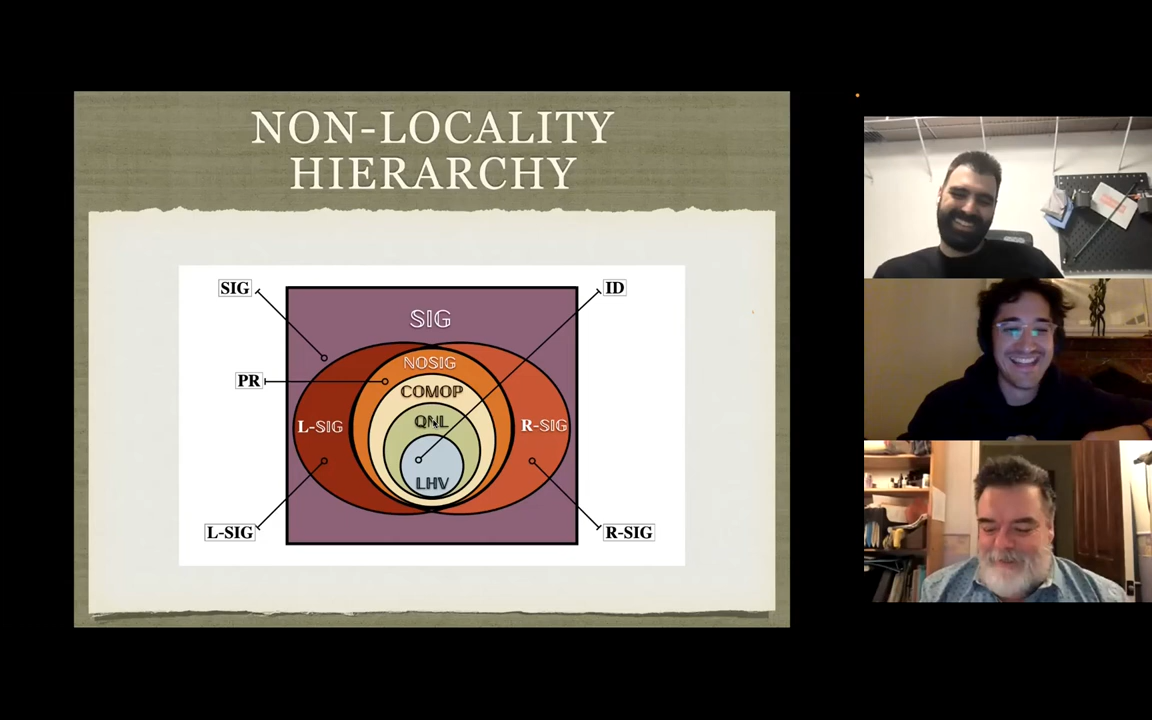 NON-LOCALITY
HIERARCHY
SIG
ID
SIG
NOSIG
PR
COMOP
QNL
L-SIG
R-SIG
LHV
L-SIG
R-SIG